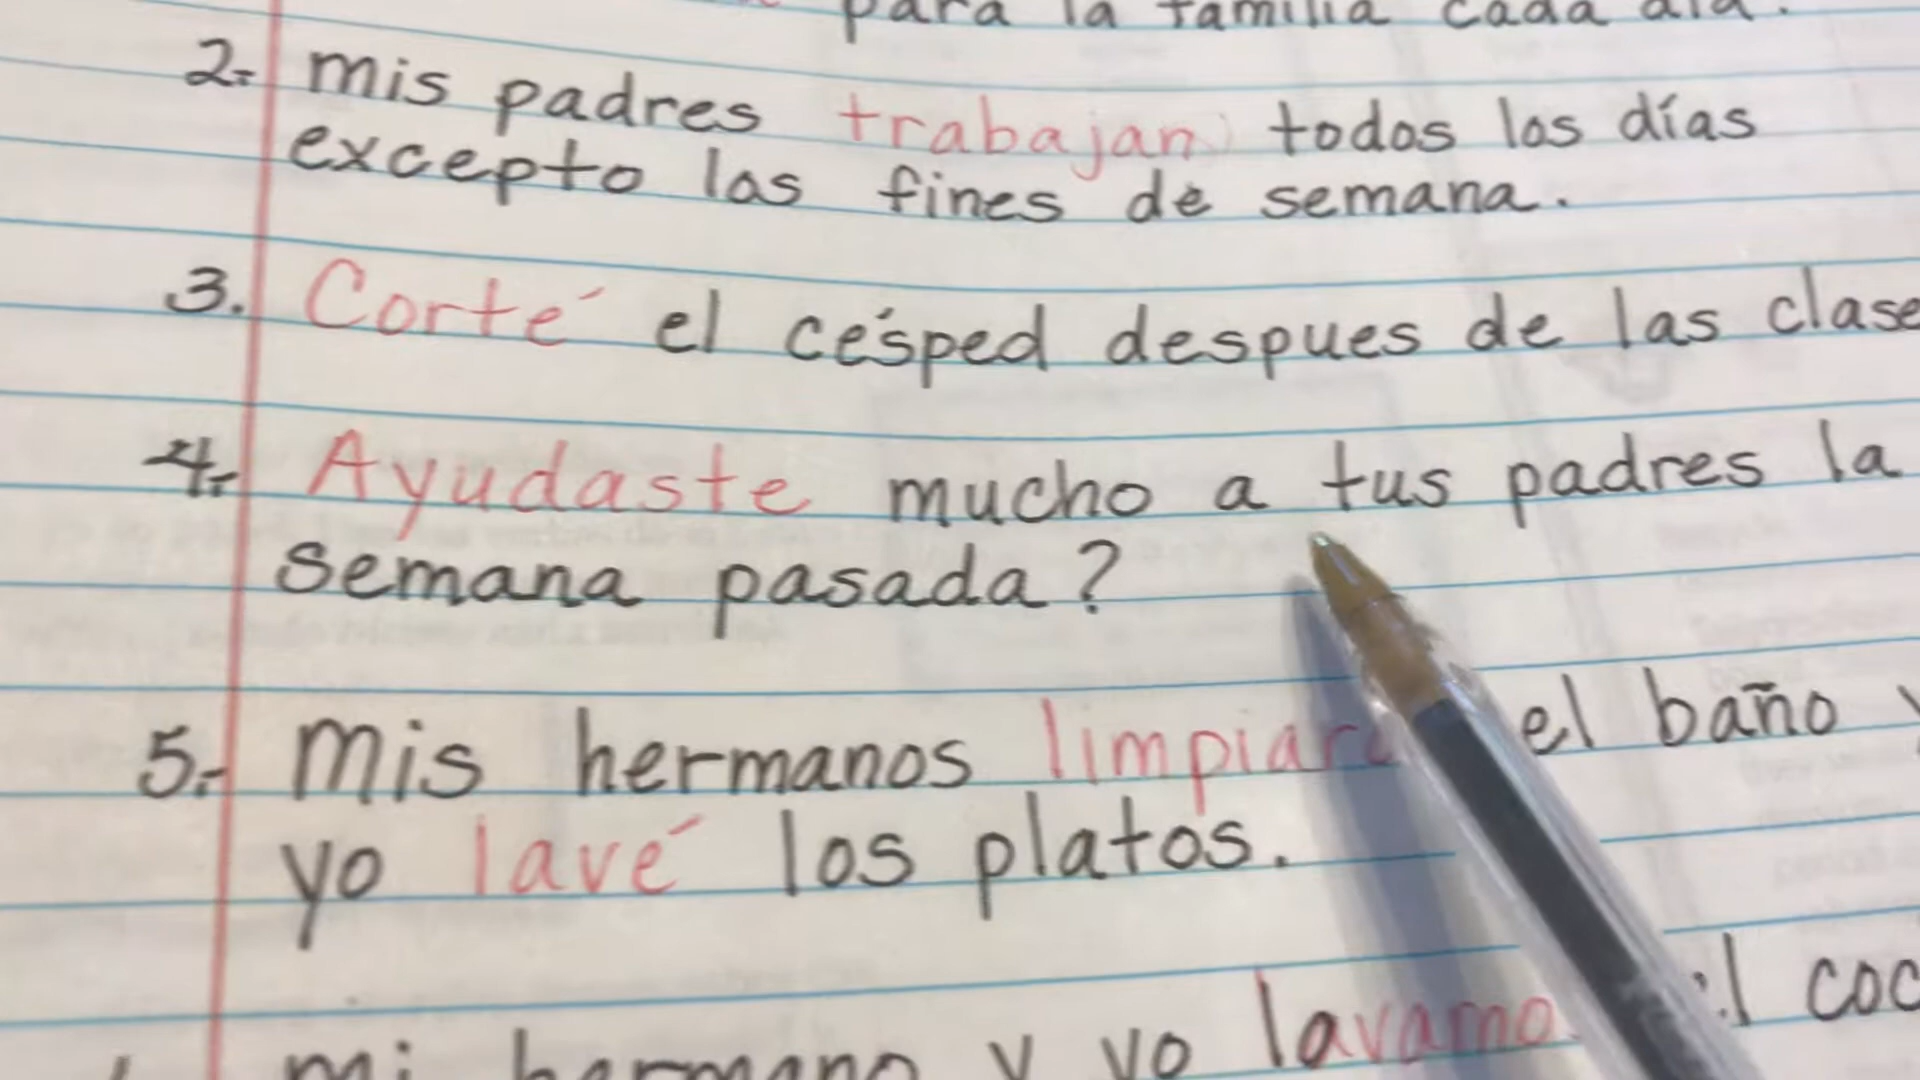 para la familia cada día.
2- mis padres trabajan todos los días
excepto los fines de semana.
3. Corté el césped despues de las clase
4- Ayudaste mucho a tus padres la
semana pasada?
5.- Mis hermanos el baño y
yo lavé los platos.
mi hermano y yo